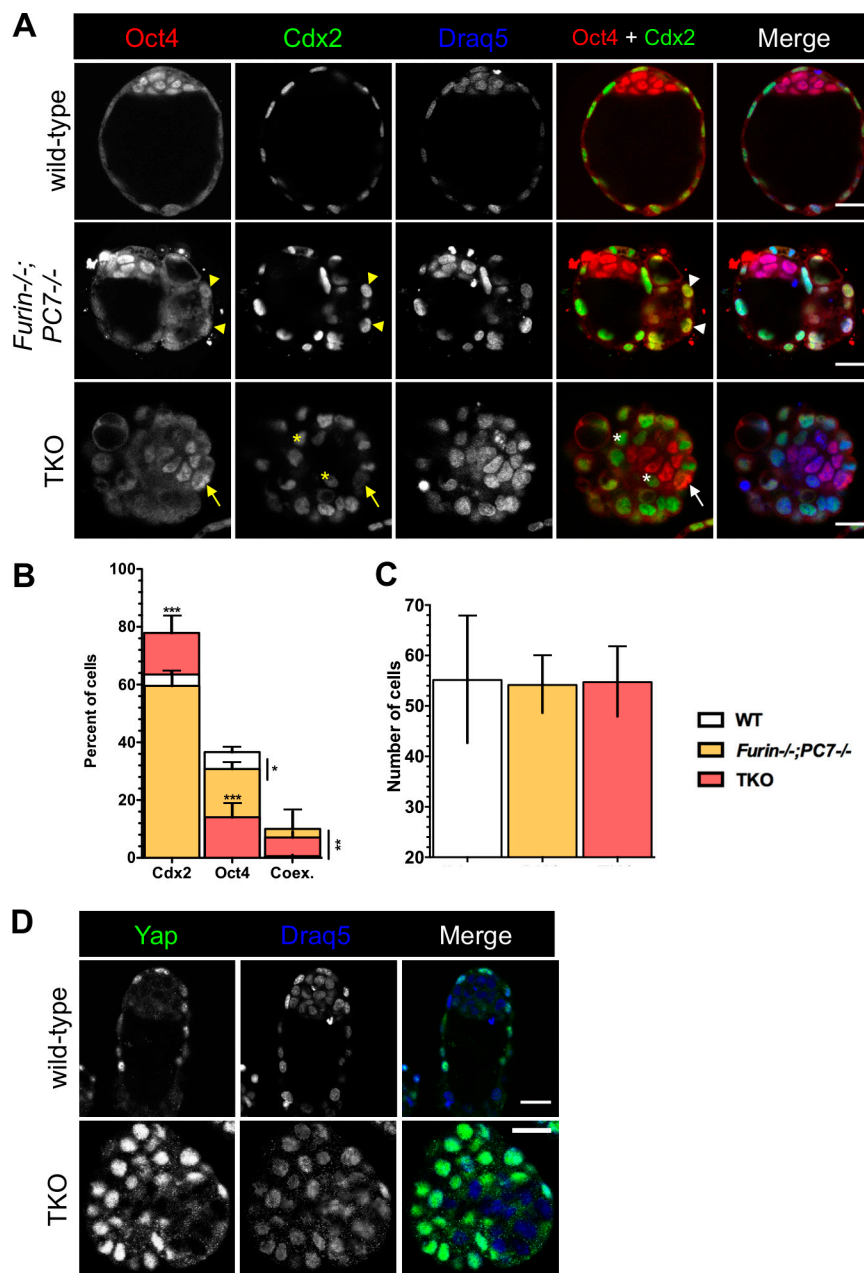 A
Oct4 Cdx2 Draq5 Oct4 + Cdx2 Merge
wild-type
Furin-/-;
PC7-/-
TKO
* *
* *
B
Percent of cells
100
80
60
40
20
0
***
*
***
**
Cdx2 Oct4 Coex.
C
Number of cells
70
60
50
40
30
20
WT
Furin-/-;PC7-/-
TKO
D
Yap Draq5 Merge
wild-type
TKO